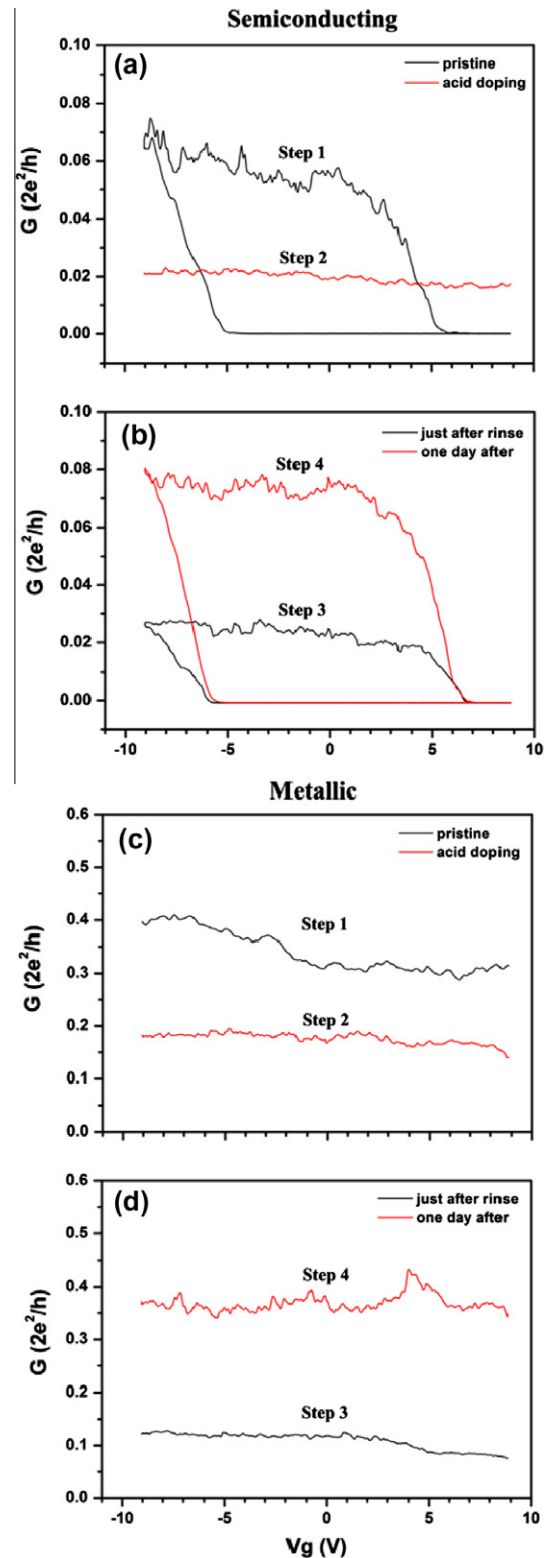 Semiconducting
(a)
pristine
acid doping
0.10
0.08
0.06
0.04
0.02
0.00
G (2e²/h)
Step 1
Step 2
(b)
just after rinse
one day after
0.10
0.08
0.06
0.04
0.02
0.00
G (2e²/h)
Step 4
Step 3
-10 -5 0 5 10
Metallic
(c)
pristine
acid doping
0.6
0.5
0.4
0.3
0.2
0.1
0.0
G (2e²/h)
Step 1
Step 2
-10 -5 0 5 10
(d)
just after rinse
one day after
0.6
0.5
0.4
0.3
0.2
0.1
0.0
G (2e²/h)
Step 4
Step 3
-10 -5 0 5 10
Vg (V)